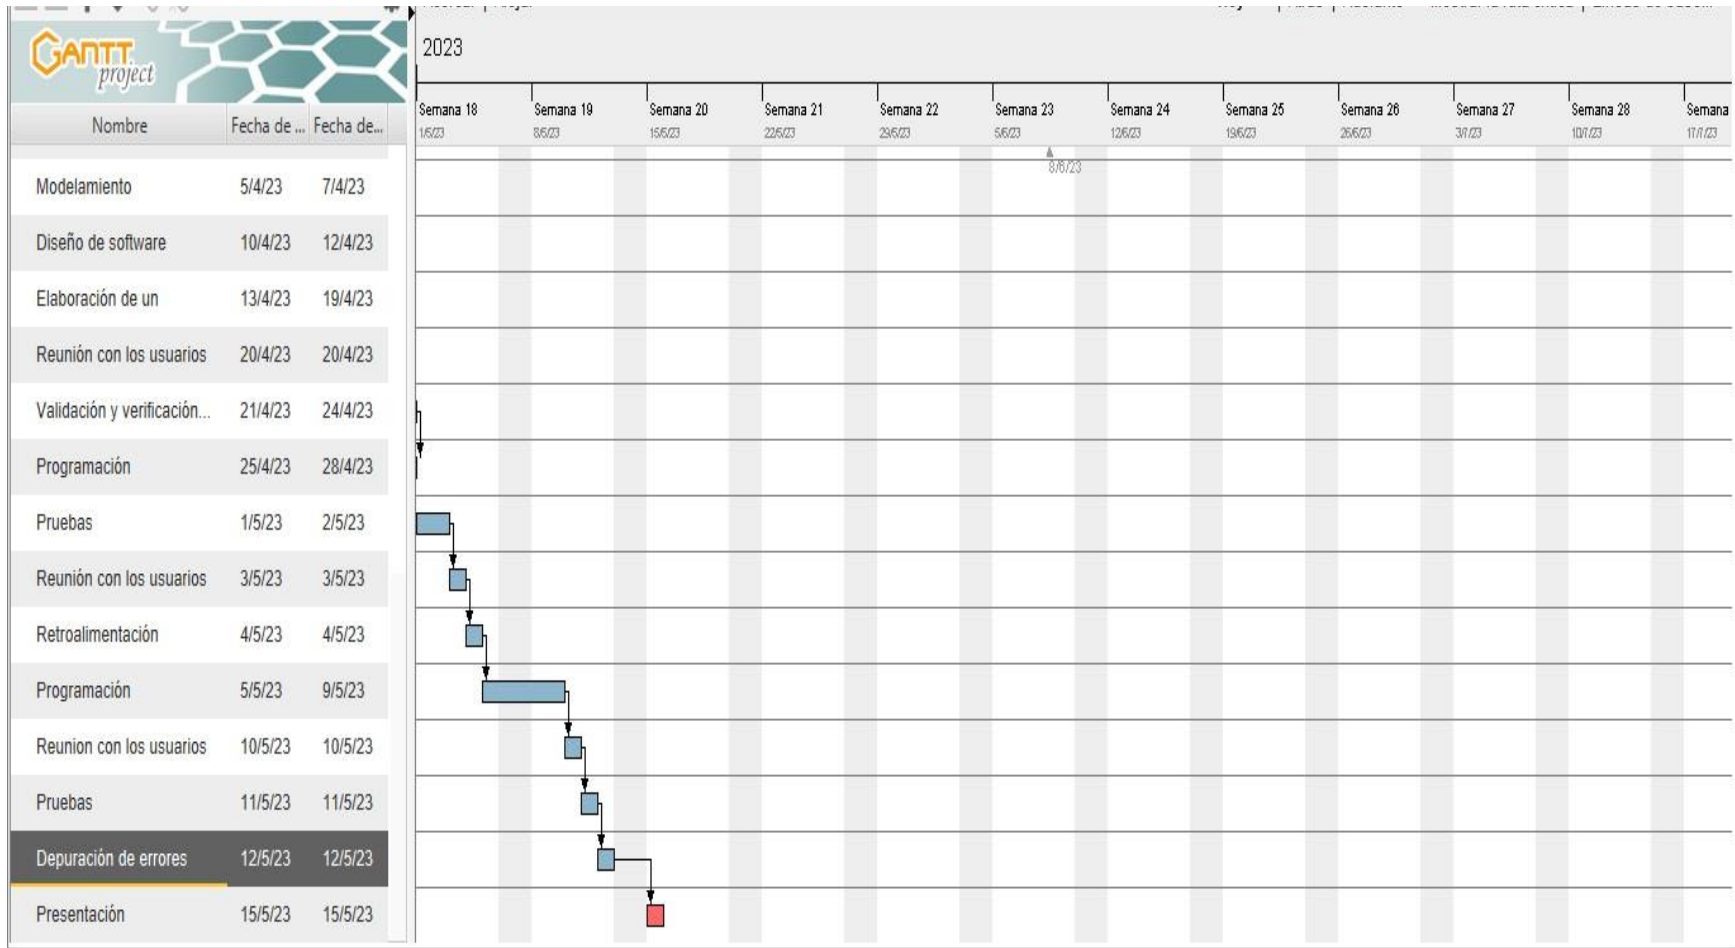 2023
GANTT
project
Nombre Fecha de ... Fecha de...
Semana 18 Semana 19 Semana 20 Semana 21 Semana 22 Semana 23 Semana 24 Semana 25 Semana 26 Semana 27 Semana 28 Semana
1/5/23 8/5/23 15/5/23 22/5/23 29/5/23 5/6/23 12/6/23 19/6/23 26/6/23 3/7/23 10/7/23 17/7/23
8/6/23
Modelamiento 5/4/23 7/4/23
Diseño de software 10/4/23 12/4/23
Elaboración de un 13/4/23 19/4/23
Reunión con los usuarios 20/4/23 20/4/23
Validación y verificación... 21/4/23 24/4/23
Programación 25/4/23 28/4/23
Pruebas 1/5/23 2/5/23
Reunión con los usuarios 3/5/23 3/5/23
Retroalimentación 4/5/23 4/5/23
Programación 5/5/23 9/5/23
Reunion con los usuarios 10/5/23 10/5/23
Pruebas 11/5/23 11/5/23
Depuración de errores 12/5/23 12/5/23
Presentación 15/5/23 15/5/23